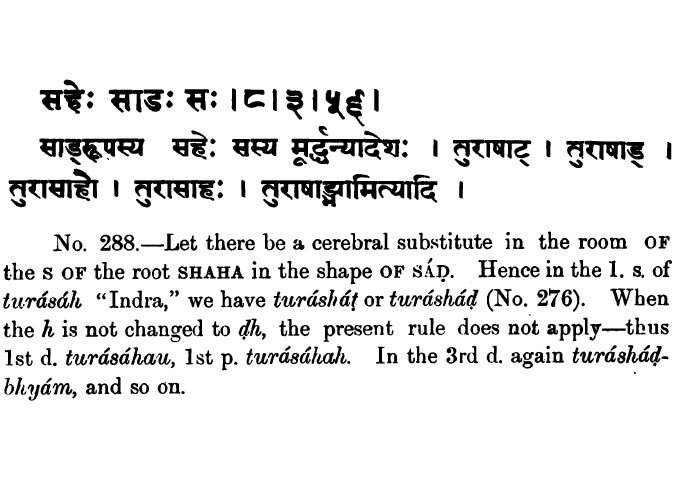 सहेः साडः सः।८।३।५६।
साड्रूपस्य सहेः सस्य मूर्द्धन्यादेशः । तुराषाट् । तुराषाड् ।
तुरासाहौ । तुरासाहः । तुराषाड्भ्यामित्यादि ।
No. 288.—Let there be a cerebral substitute in the room OF
the S OF the root SHAHA in the shape OF SÁḌ. Hence in the 1. s. of
turásáh "Indra," we have turásháṭ or turásháḍ (No. 276). When
the h is not changed to ḍh, the present rule does not apply—thus
1st d. turásáhau, 1st p. turásáhah. In the 3rd d. again turásháḍ-
bhyám, and so on.